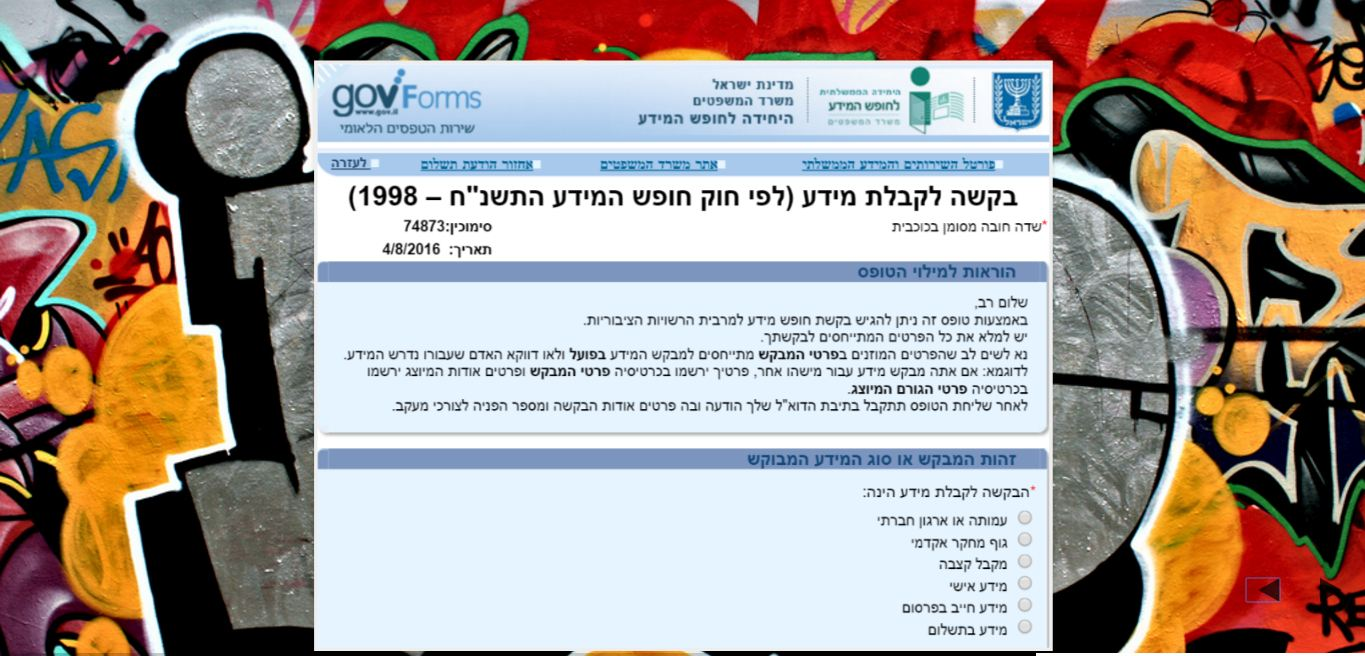 govForms
www.gov.il
שירות הטפסים הלאומי
מדינת ישראל
משרד המשפטים
היחידה לחופש המידע
היחידה הממשלתית
לחופש המידע
משרד המשפטים
פורטל השירותים והמידע הממשלתי אתר משרד המשפטים אחזור הודעת תשלום לעזרה
בקשה לקבלת מידע (לפי חוק חופש המידע התשנ"ח – 1998)
*שדה חובה מסומן בכוכבית
סימוכין:74873
תאריך: 4/8/2016
הוראות למילוי הטופס
שלום רב,
באמצעות טופס זה ניתן להגיש בקשת חופש מידע למרבית הרשויות הציבוריות.
יש למלא את כל הפרטים המתייחסים לבקשתך.
נא לשים לב שהפרטים המוזנים בפרטי המבקש מתייחסים למבקש המידע בפועל ולאו דווקא האדם שעבורו נדרש המידע.
לדוגמא: אם אתה מבקש מידע עבור מישהו אחר, פרטיך ירשמו בכרטיסיה פרטי המבקש ופרטים אודות המיוצג ירשמו
בכרטיסיה פרטי הגורם המיוצג.
לאחר שליחת הטופס תתקבל בתיבת הדוא"ל שלך הודעה ובה פרטים אודות הבקשה ומספר הפניה לצורכי מעקב.
זהות המבקש או סוג המידע המבוקש
*הבקשה לקבלת מידע הינה:
עמותה או ארגון חברתי
גוף מחקר אקדמי
מקבל קצבה
מידע אישי
מידע חייב בפרסום
מידע בתשלום